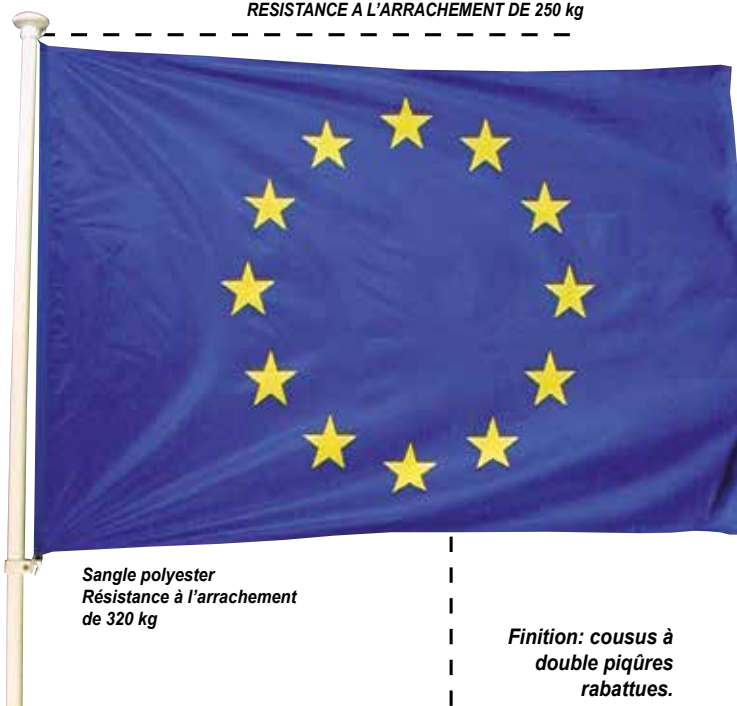 RESISTANCE A L'ARRACHEMENT DE 250 kg
Sangle polyester
Résistance à l'arrachement
de 320 kg
Finition: cousus à
double piqûres
rabattues.